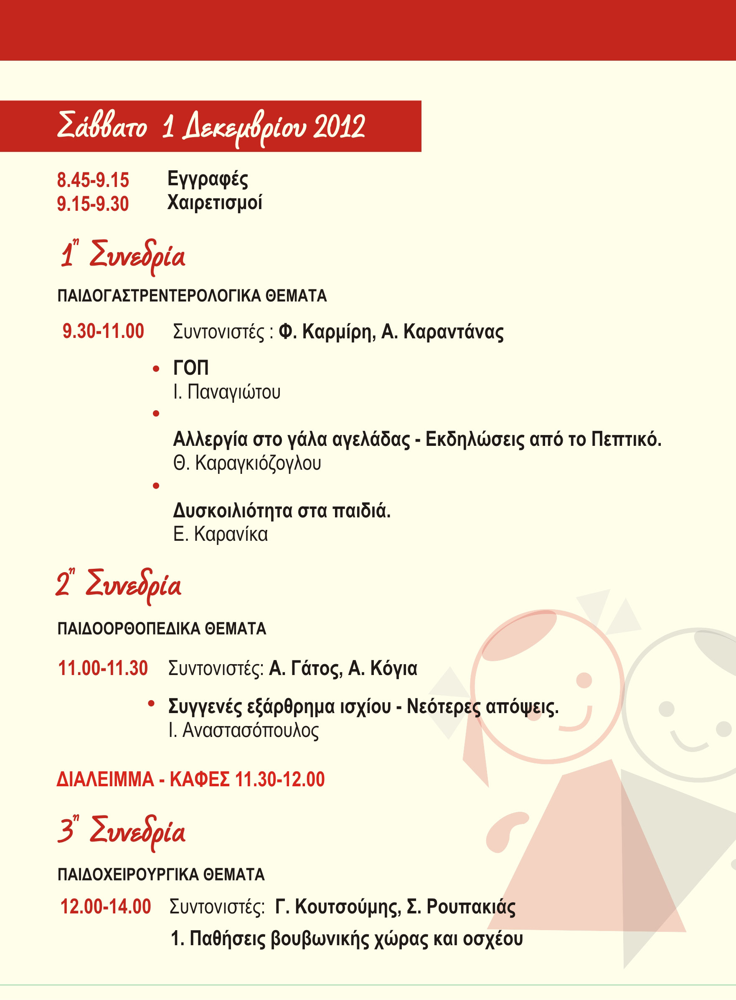 Σάββατο 1 Δεκεμβρίου 2012
8.45-9.15 Εγγραφές
9.15-9.30 Χαιρετισμοί
1η Συνεδρία
ΠΑΙΔΟΓΑΣΤΡΕΝΤΕΡΟΛΟΓΙΚΑ ΘΕΜΑΤΑ
9.30-11.00 Συντονιστές : Φ. Καρμίρη, Α. Καραντάνας
• ΓΟΠ
Ι. Παναγιώτου
•
Αλλεργία στο γάλα αγελάδας - Εκδηλώσεις από το Πεπτικό.
Θ. Καραγκιόζογλου
•
Δυσκοιλιότητα στα παιδιά.
Ε. Καρανίκα
2η Συνεδρία
ΠΑΙΔΟΟΡΘΟΠΕΔΙΚΑ ΘΕΜΑΤΑ
11.00-11.30 Συντονιστές: Α. Γάτος, Α. Κόγια
• Συγγενές εξάρθρημα ισχίου - Νεότερες απόψεις.
Ι. Αναστασόπουλος
ΔΙΑΛΕΙΜΜΑ - ΚΑΦΕΣ 11.30-12.00
3η Συνεδρία
ΠΑΙΔΟΧΕΙΡΟΥΡΓΙΚΑ ΘΕΜΑΤΑ
12.00-14.00 Συντονιστές: Γ. Κουτσούμης, Σ. Ρουπακιάς
1. Παθήσεις βουβωνικής χώρας και οσχέου